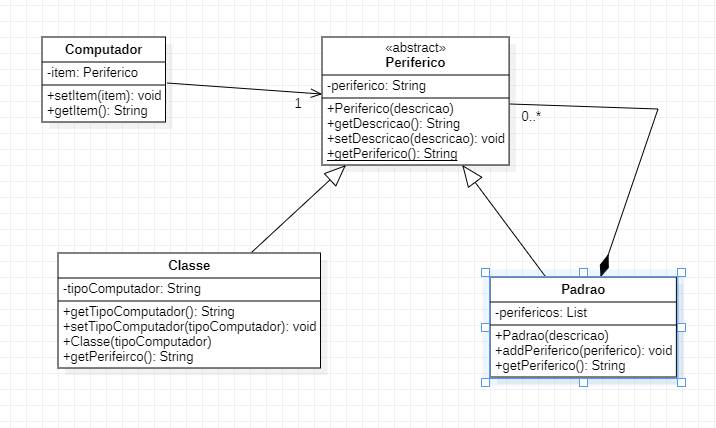 Computador
-item: Periferico
+setItem(item): void
+getItem(): String
1
«abstract»
Periferico
-periferico: String
+Periferico(descricao)
+getDescricao(): String
+setDescricao(descricao): void
+getPeriferico(): String
0..*
Classe
-tipoComputador: String
+getTipoComputador(): String
+setTipoComputador(tipoComputador): void
+Classe(tipoComputador)
+getPerifeirco(): String
Padrao
-perifericos: List
+Padrao(descricao)
+addPeriferico(periferico): void
+getPeriferico(): String